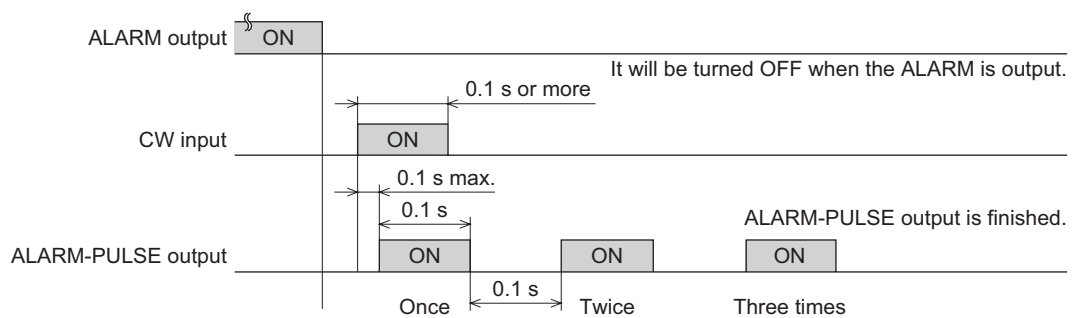 ALARM output
ON
It will be turned OFF when the ALARM is output.
0.1 s or more
CW input
ON
0.1 s max.
0.1 s
ALARM-PULSE output is finished.
ALARM-PULSE output
ON
ON
ON
0.1 s
Once
Twice
Three times